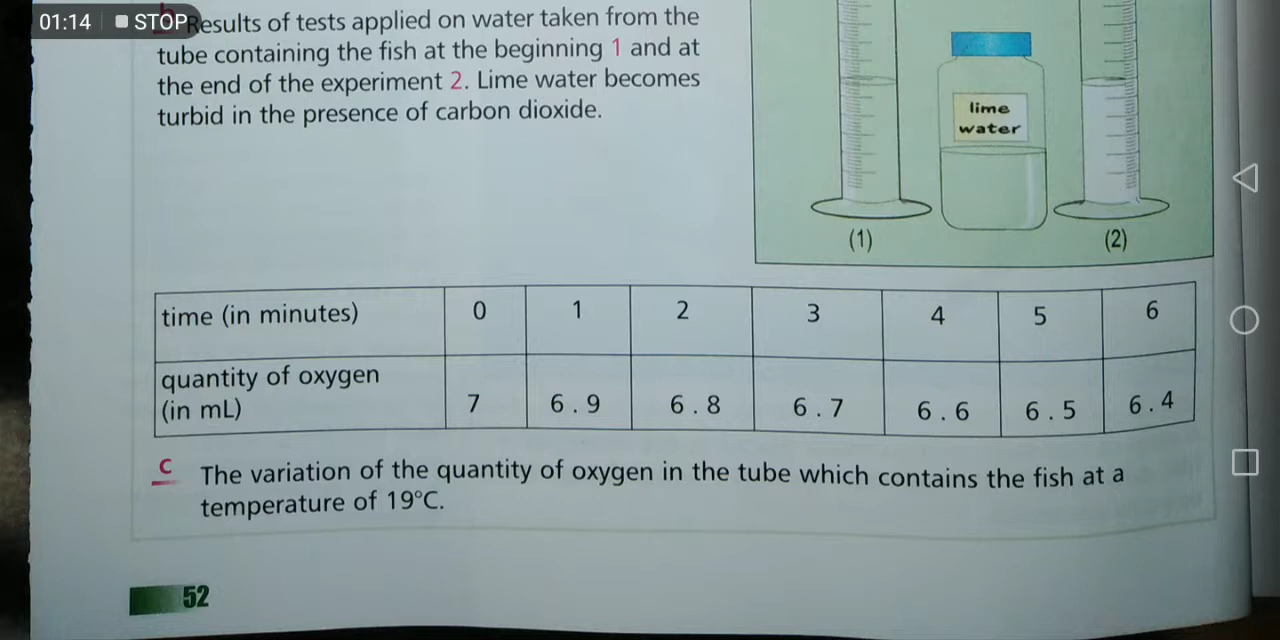 01:14 STOP
b Results of tests applied on water taken from the
tube containing the fish at the beginning 1 and at
the end of the experiment 2. Lime water becomes
turbid in the presence of carbon dioxide.
lime
water
(1)
(2)
time (in minutes) 0 1 2 3 4 5 6
quantity of oxygen
(in mL) 7 6.9 6.8 6.7 6.6 6.5 6.4
c The variation of the quantity of oxygen in the tube which contains the fish at a
temperature of 19°C.
52